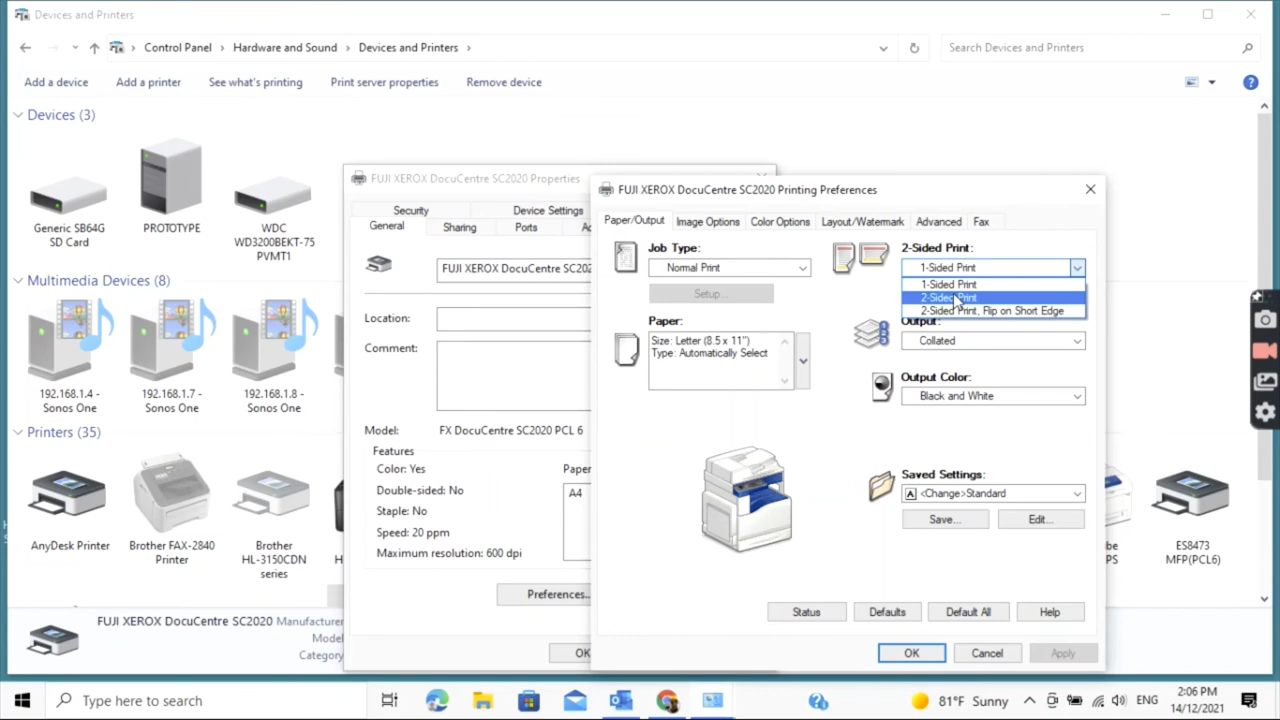 Devices and Printers
Control Panel > Hardware and Sound > Devices and Printers >
Search Devices and Printers
Add a device
Add a printer
See what's printing
Print server properties
Remove device
Devices (3)
Generic SB64G
SD Card
PROTOTYPE
WDC
WD3200BEKT-75
PVMT1
Multimedia Devices (8)
192.168.1.4 -
Sonos One
192.168.1.7 -
Sonos One
192.168.1.8 -
Sonos One
Printers (35)
AnyDesk Printer
Brother FAX-2840
Printer
Brother
HL-3150CDN
series
ES8473
MFP(PCL6)
FUJI XEROX DocuCentre SC2020
Manufacturer
Model
Category
FUJI XEROX DocuCentre SC2020 Properties
Security
Device Settings
General
Sharing
Ports
FUJI XEROX DocuCentre SC202
Location:
Comment:
Model:
FX DocuCentre SC2020 PCL 6
Features
Color: Yes
Double-sided: No
Staple: No
Speed: 20 ppm
Maximum resolution: 600 dpi
Paper
A4
Preferences...
OK
FUJI XEROX DocuCentre SC2020 Printing Preferences
Paper/Output
Image Options
Color Options
Layout/Watermark
Advanced
Fax
Job Type:
Normal Print
Setup...
Paper:
Size: Letter (8.5 x 11")
Type: Automatically Select
2-Sided Print:
1-Sided Print
1-Sided Print
2-Sided Print
2-Sided Print, Flip on Short Edge
Output:
Collated
Output Color:
Black and White
Saved Settings:
<Change>Standard
Save...
Edit...
Status
Defaults
Default All
Help
OK
Cancel
Apply
Type here to search
81°F Sunny
ENG
2:06 PM
14/12/2021